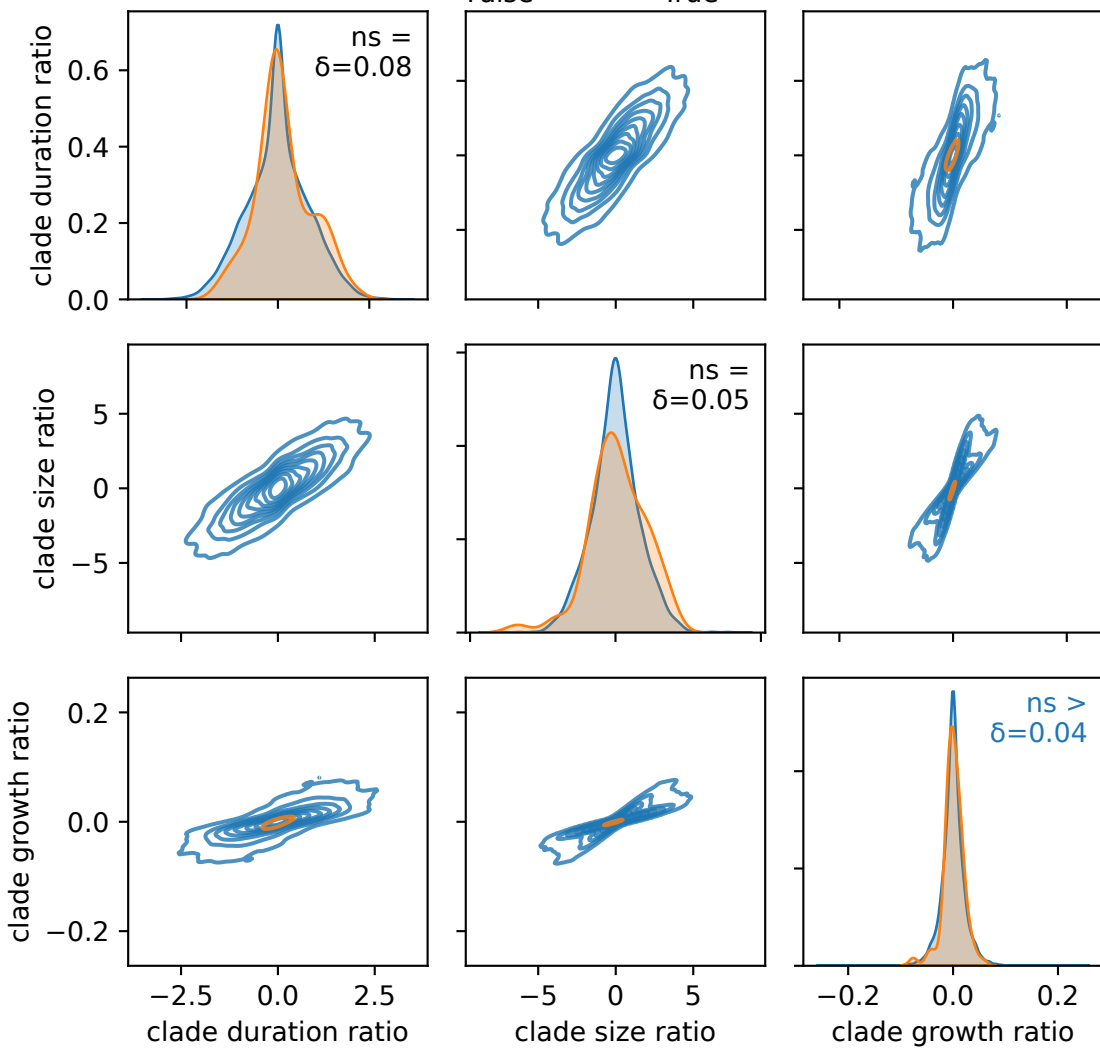 0.6
0.4
0.2
0.0
clade duration ratio
ns =
δ=0.08
5
0
−5
clade size ratio
ns =
δ=0.05
0.2
0.0
−0.2
clade growth ratio
ns >
δ=0.04
−2.5 0.0 2.5
clade duration ratio
−5 0 5
clade size ratio
−0.2 0.0 0.2
clade growth ratio